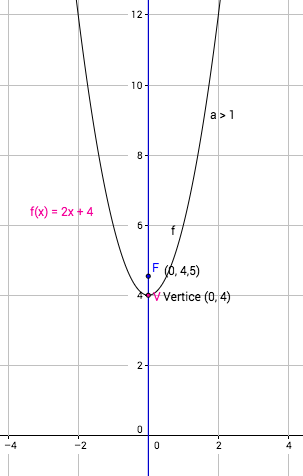 12
10
a > 1
8
f(x) = 2x + 4
6
f
F
(0, 4,5)
4
V Vertice (0, 4)
2
0
−4
−2
0
2
4